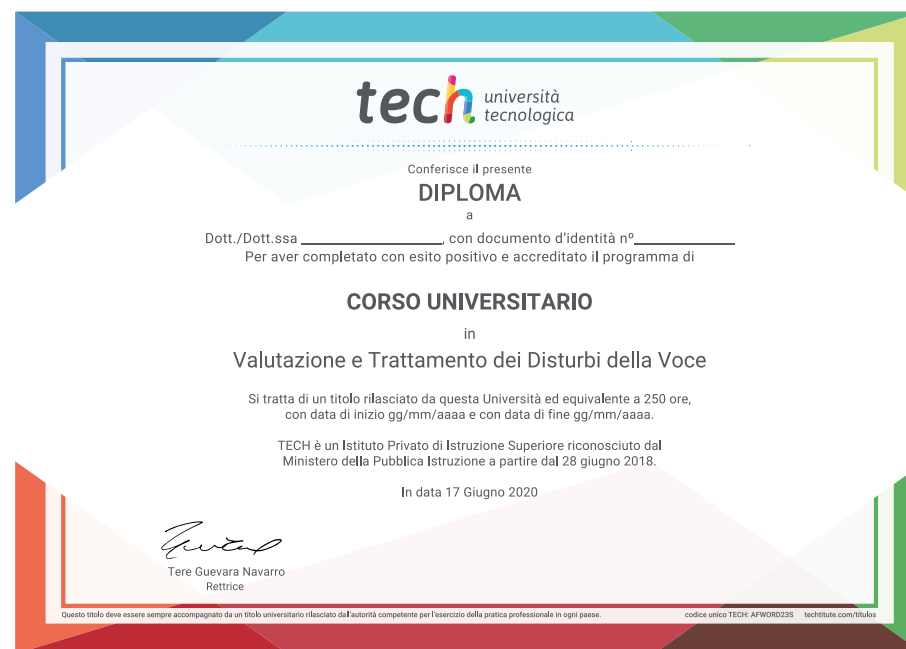 tech università
tecnologica
Conferisce il presente
DIPLOMA
a
Dott./Dott.ssa ____________________, con documento d'identità nº______________
Per aver completato con esito positivo e accreditato il programma di
CORSO UNIVERSITARIO
in
Valutazione e Trattamento dei Disturbi della Voce
Si tratta di un titolo rilasciato da questa Università ed equivalente a 250 ore,
con data di inizio gg/mm/aaaa e con data di fine gg/mm/aaaa.
TECH è un Istituto Privato di Istruzione Superiore riconosciuto dal
Ministero della Pubblica Istruzione a partire dal 28 giugno 2018.
In data 17 Giugno 2020
Tere Guevara Navarro
Rettrice
Questo titolo deve essere sempre accompagnato da un titolo universitario rilasciato dall'autorità competente per l'esercizio della pratica professionale in ogni paese. codice unico TECH: AFWORD23S techtitute.com/titulos